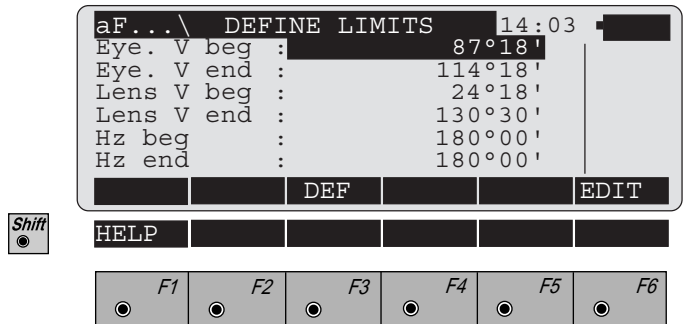 aF...\ DEFINE LIMITS 14:03
Eye. V beg : 87°18'
Eye. V end : 114°18'
Lens V beg : 24°18'
Lens V end : 130°30'
Hz beg : 180°00'
Hz end : 180°00'
DEF EDIT
Shift HELP
F1 F2 F3 F4 F5 F6